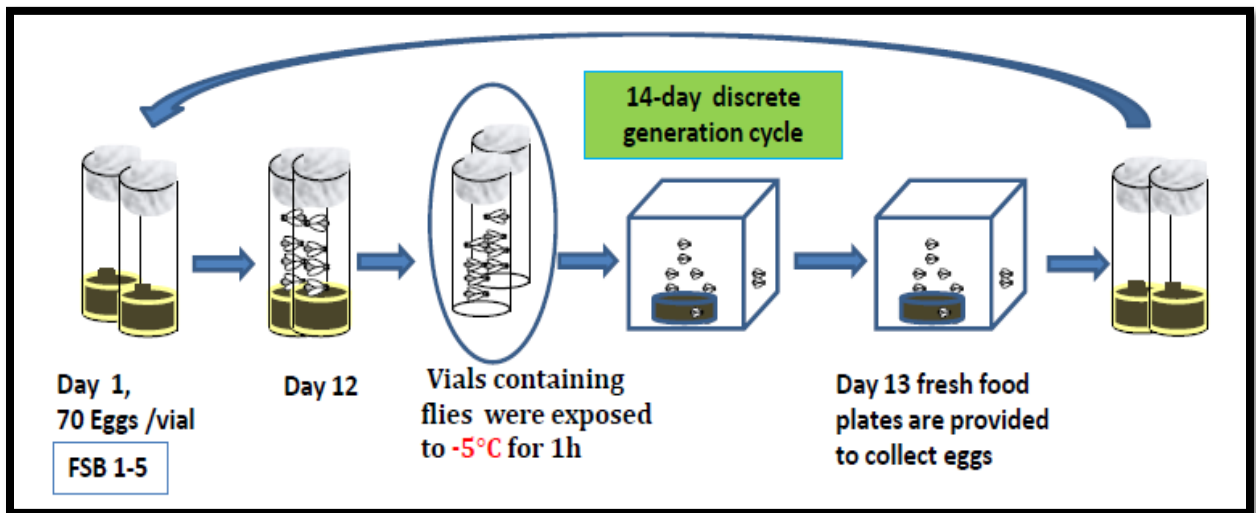 14-day discrete
generation cycle
Day 1,
70 Eggs /vial
FSB 1-5
Day 12
Vials containing
flies were exposed
to -5°C for 1h
Day 13 fresh food
plates are provided
to collect eggs